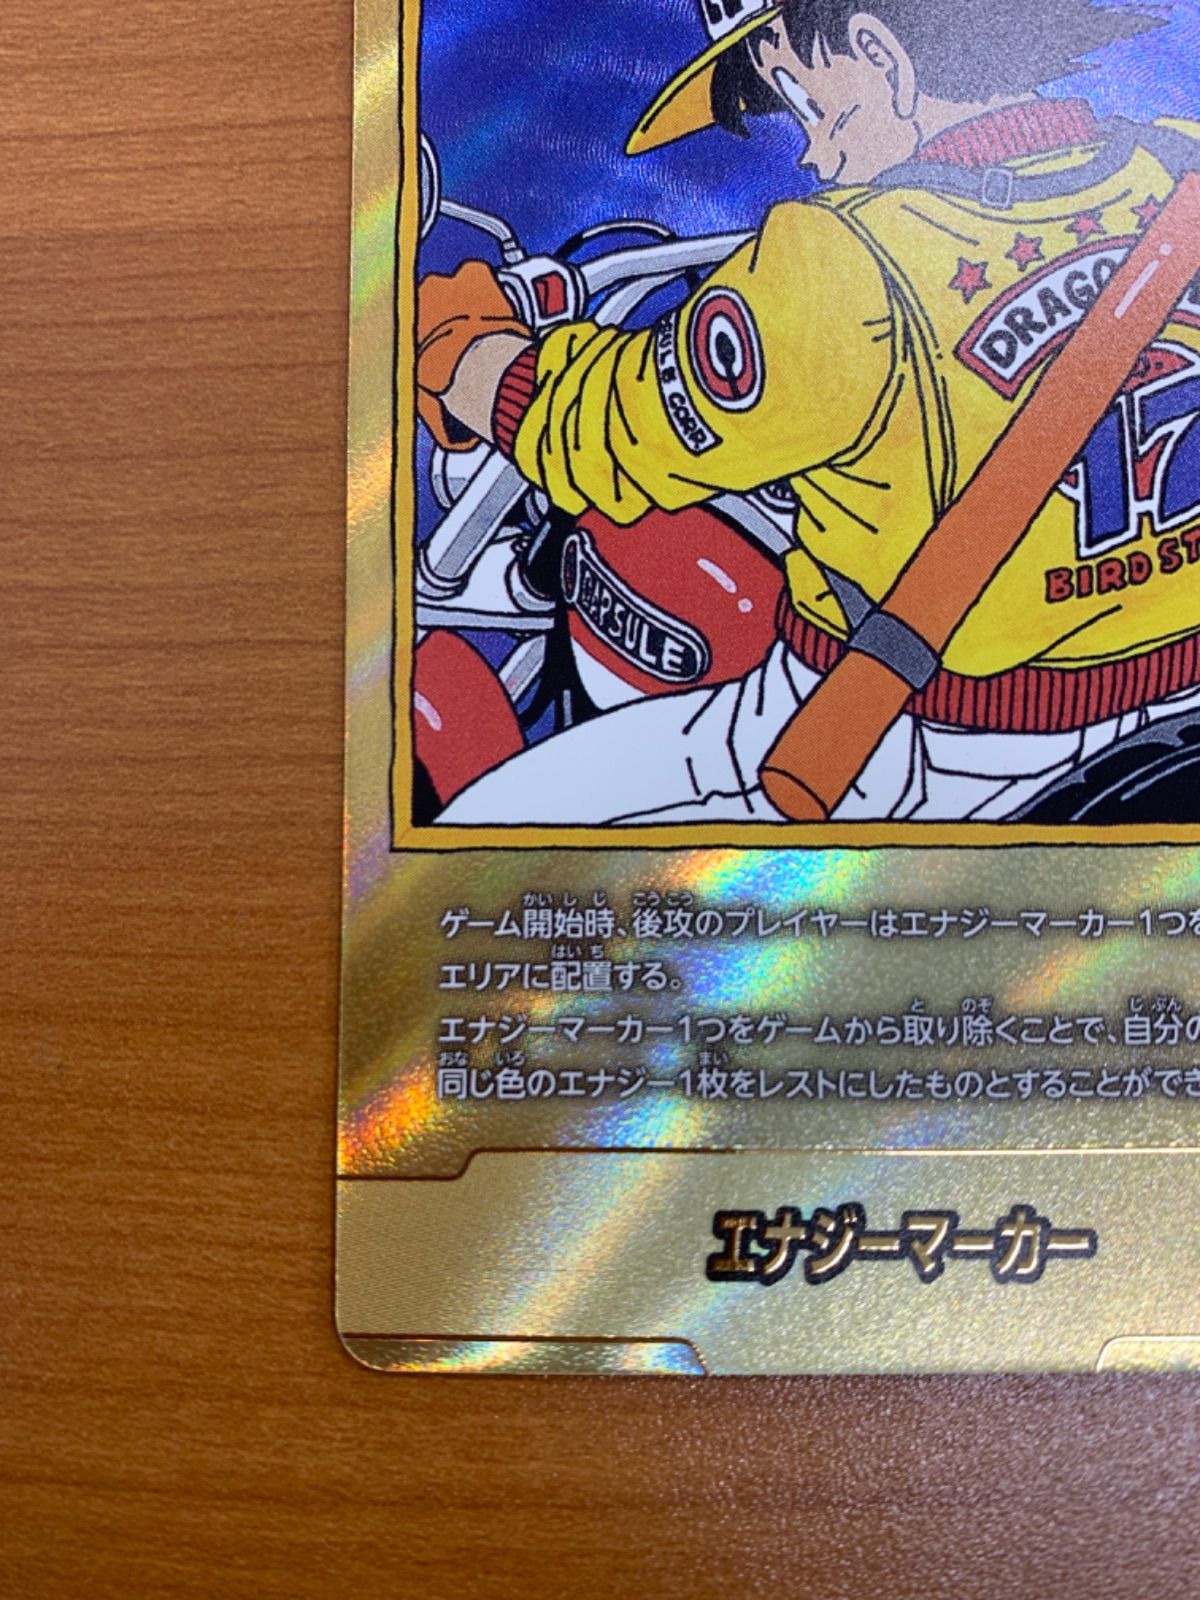 DRAGO
CAPSULE CORP.
17
BIRD ST
CAPSULE
ゲーム開始時、後攻のプレイヤーはエナジーマーカー1つを
エリアに配置する。
エナジーマーカー1つをゲームから取り除くことで、自分の
同じ色のエナジー1枚をレストにしたものとすることができ
エナジーマーカー